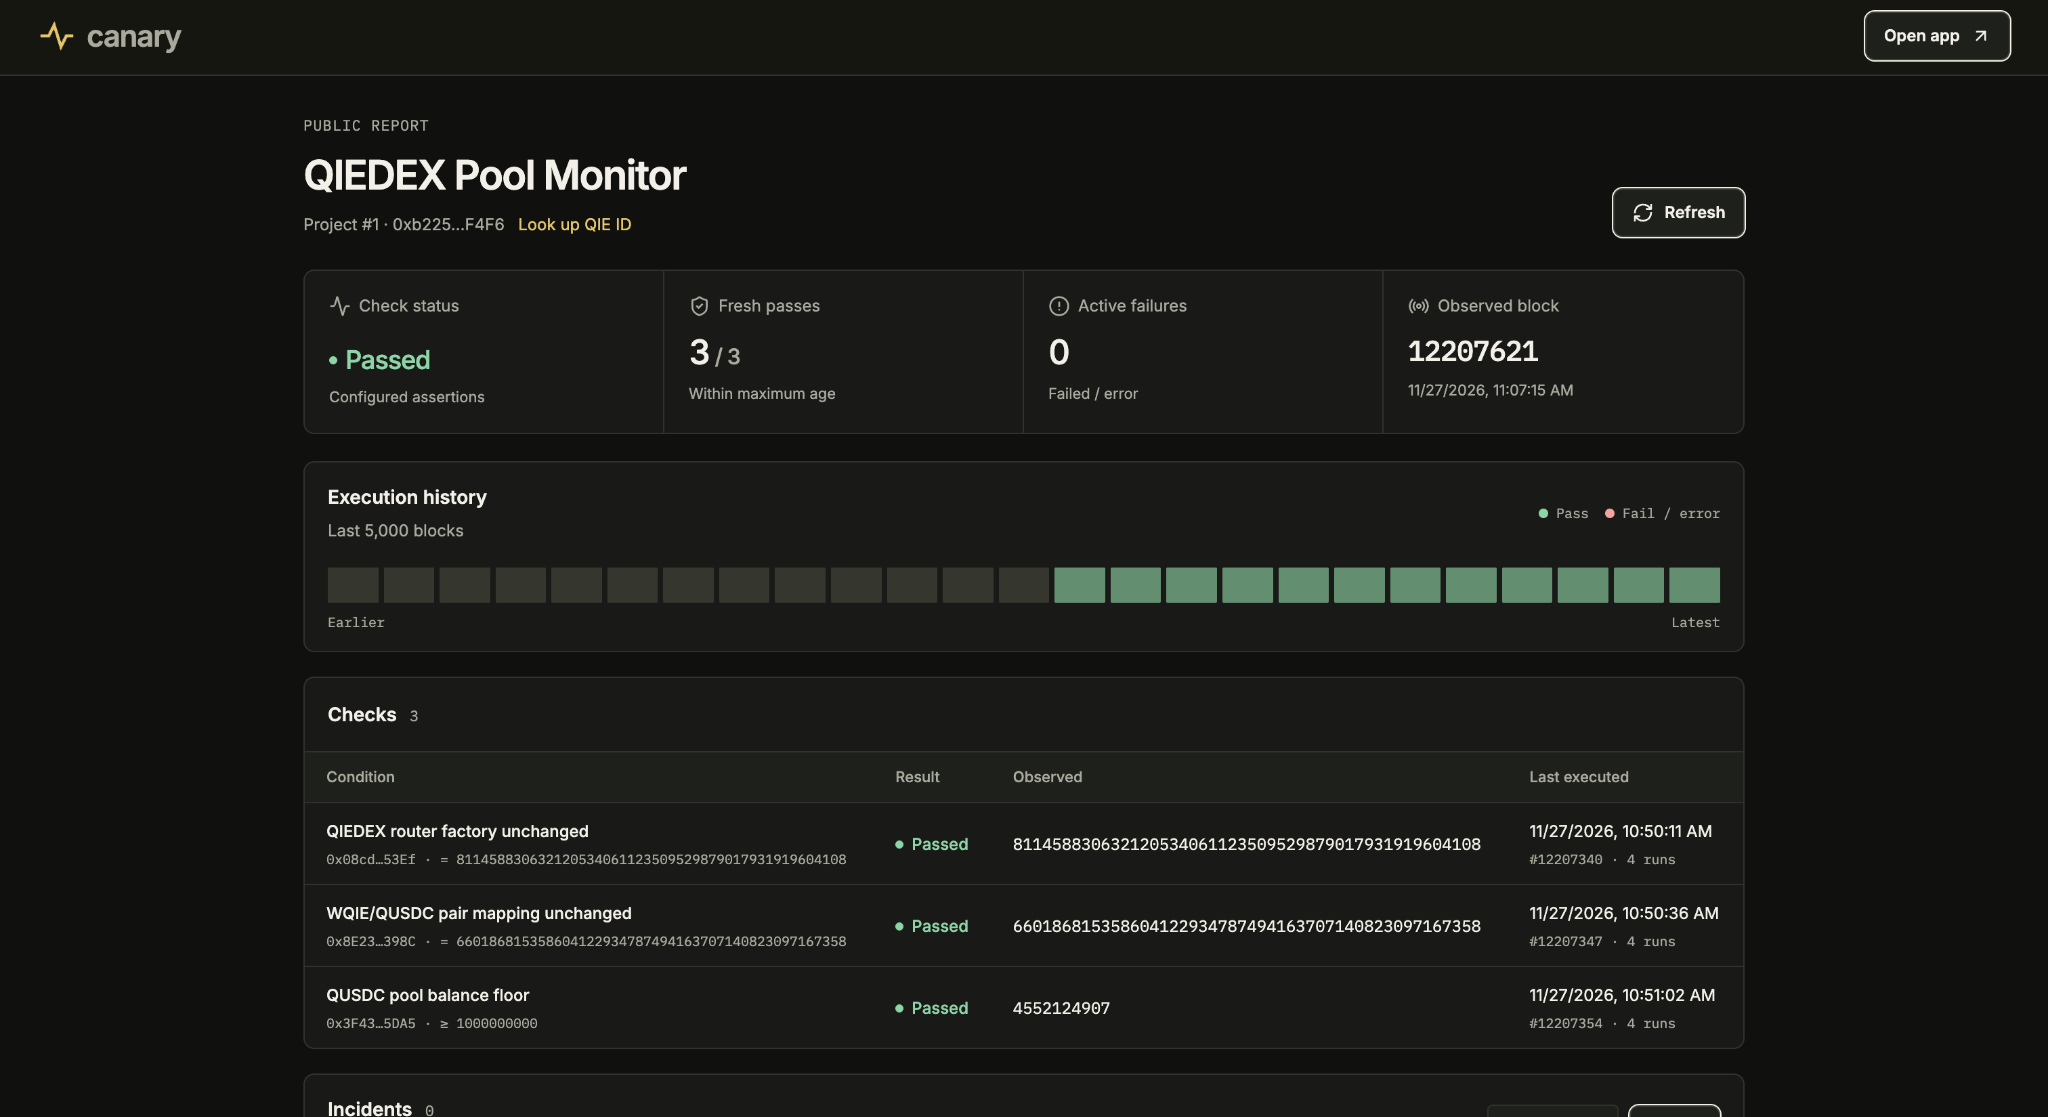 canary
Open app
PUBLIC REPORT
QIEDEX Pool Monitor
Project #1 · 0xb225...F4F6 Look up QIE ID
Refresh
Check status
Passed
Configured assertions
Fresh passes
3 / 3
Within maximum age
Active failures
0
Failed / error
Observed block
12207621
11/27/2026, 11:07:15 AM
Execution history
Last 5,000 blocks
Pass Fail / error
Earlier Latest
Checks 3
Condition Result Observed Last executed
QIEDEX router factory unchanged
0x08cd…53Ef · = 81145883063212053406112350952987901793191960­4108
Passed
811458830632120534061123509529879017931919604108
11/27/2026, 10:50:11 AM
#12207340 · 4 runs
WQIE/QUSDC pair mapping unchanged
0x8E23…398C · = 660186815358604122934787494163707140823097167358
Passed
660186815358604122934787494163707140823097167358
11/27/2026, 10:50:36 AM
#12207347 · 4 runs
QUSDC pool balance floor
0x3F43…5DA5 · ≥ 1000000000
Passed
4552124907
11/27/2026, 10:51:02 AM
#12207354 · 4 runs
Incidents 0